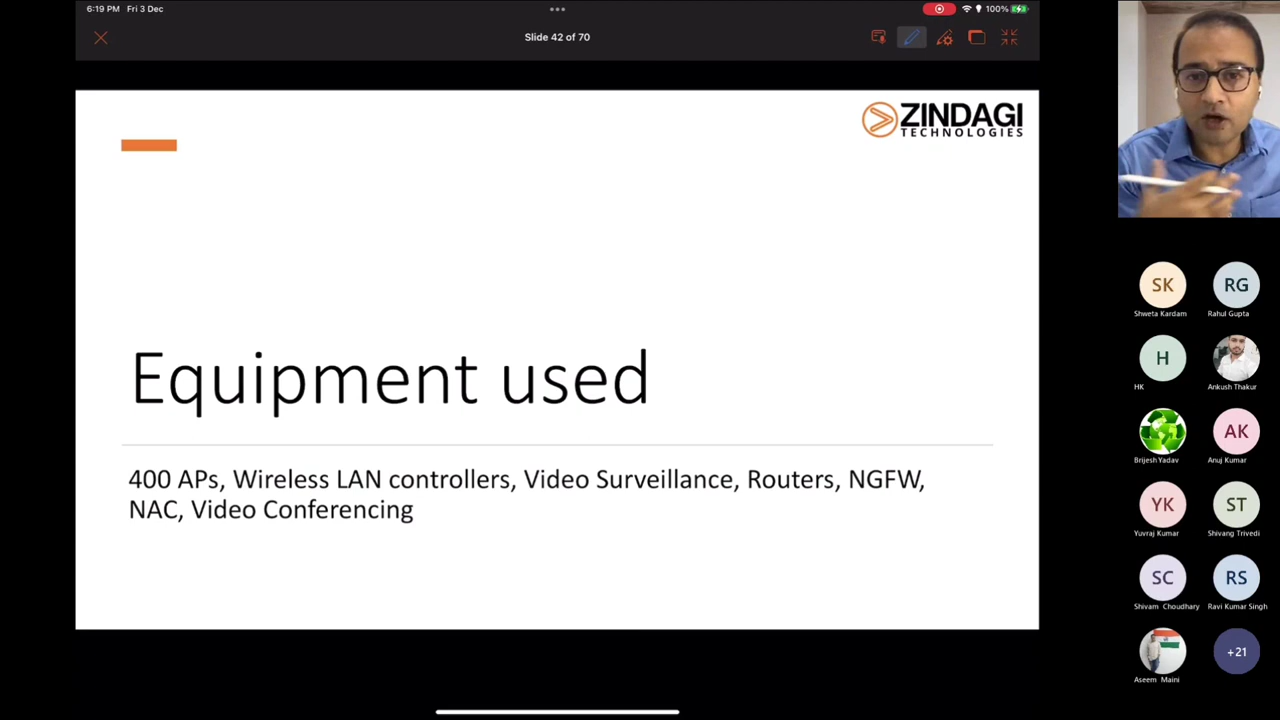 6:19 PM Fri 3 Dec
100%
Slide 42 of 70
ZINDAGI
TECHNOLOGIES
Equipment used
400 APs, Wireless LAN controllers, Video Surveillance, Routers, NGFW,
NAC, Video Conferencing
SK RG
Shweta Kardam Rahul Gupta
H
HK Ankush Thakur
AK
Brijesh Yadav Anuj Kumar
YK ST
Yuvraj Kumar Shivang Trivedi
SC RS
Shivam Choudhary Ravi Kumar Singh
+21
Aseem Maini